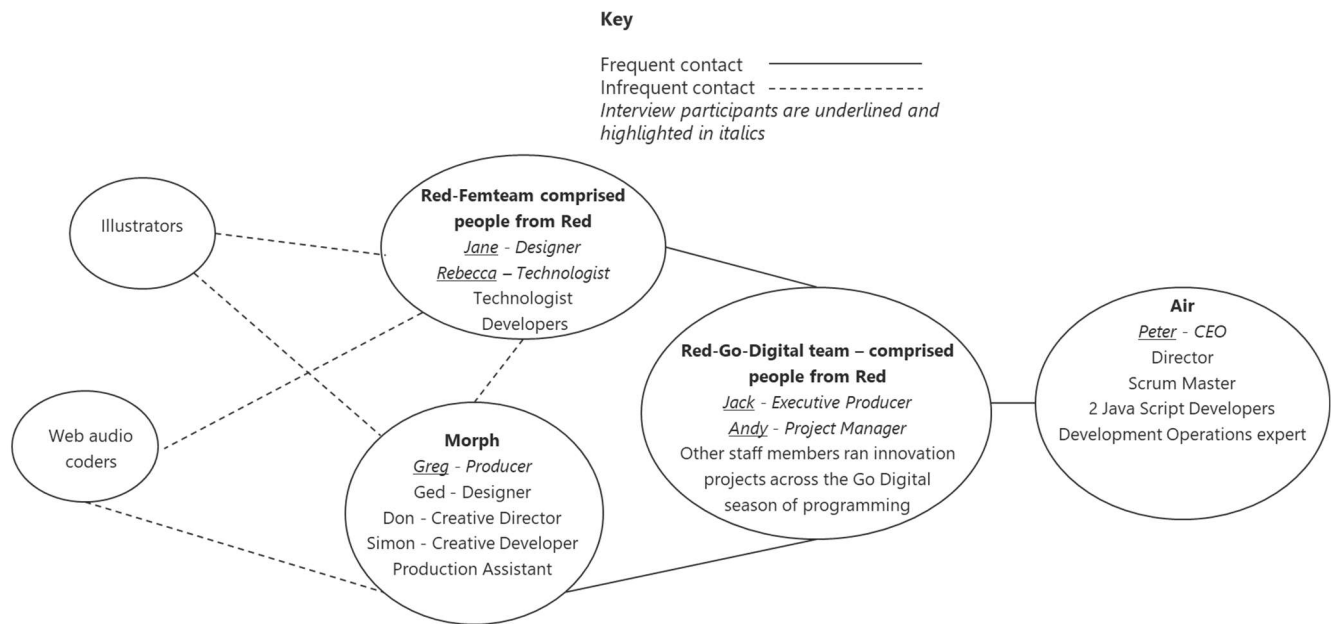 Key
Frequent contact
Infrequent contact
Interview participants are underlined and
highlighted in italics
Illustrators
Red-Femteam comprised
people from Red
Jane - Designer
Rebecca – Technologist
Technologist
Developers
Web audio
coders
Morph
Greg - Producer
Ged - Designer
Don - Creative Director
Simon - Creative Developer
Production Assistant
Red-Go-Digital team – comprised
people from Red
Jack - Executive Producer
Andy - Project Manager
Other staff members ran innovation
projects across the Go Digital
season of programming
Air
Peter - CEO
Director
Scrum Master
2 Java Script Developers
Development Operations expert